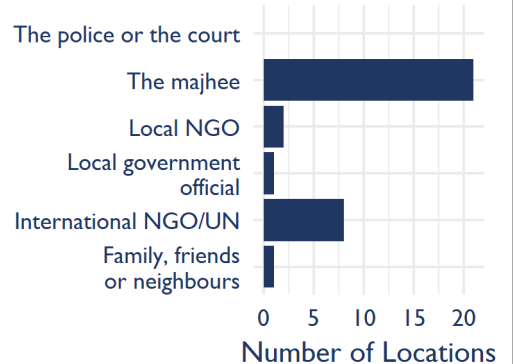 The police or the court
The majhee
Local NGO
Local government
official
International NGO/UN
Family, friends
or neighbours
0 5 10 15 20
Number of Locations